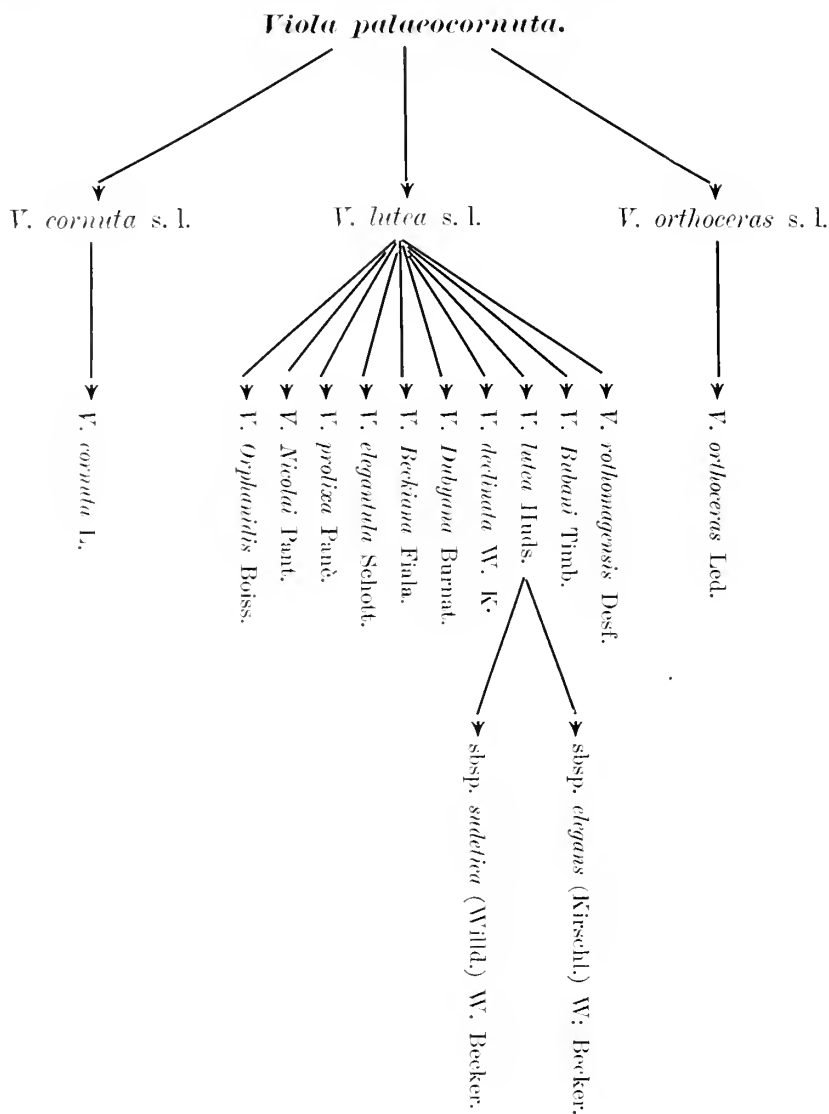 Viola palaeocornuta.
V. cornuta s. l.
V. lutea s. l.
V. orthoceras s. l.
V. cornuta L.
V. Orphanidis Boiss.
V. Nicolai Pant.
V. prolixa Panč.
V. elegantula Schott.
V. Beckiana Fiala.
V. Dubyana Burnat.
V. declinata W. K.
V. lutea Huds.
V. Bubani Timb.
V. rothomagensis Desf.
V. orthoceras Led.
sbsp. sudetica (Willd.) W. Becker.
sbsp. elegans (Kirschl.) W: Becker.